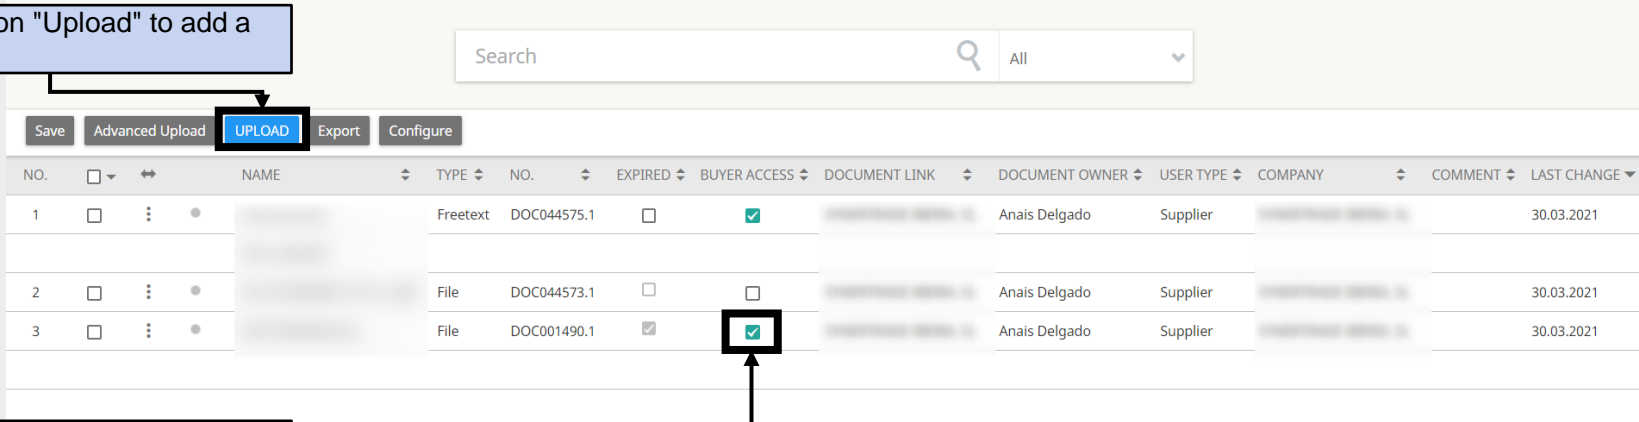 on "Upload" to add a
Search
All
Save Advanced Upload UPLOAD Export Configure
NO. NAME TYPE NO. EXPIRED BUYER ACCESS DOCUMENT LINK DOCUMENT OWNER USER TYPE COMPANY COMMENT LAST CHANGE
1 Freetext DOC044575.1 Anais Delgado Supplier 30.03.2021
2 File DOC044573.1 Anais Delgado Supplier 30.03.2021
3 File DOC001490.1 Anais Delgado Supplier 30.03.2021